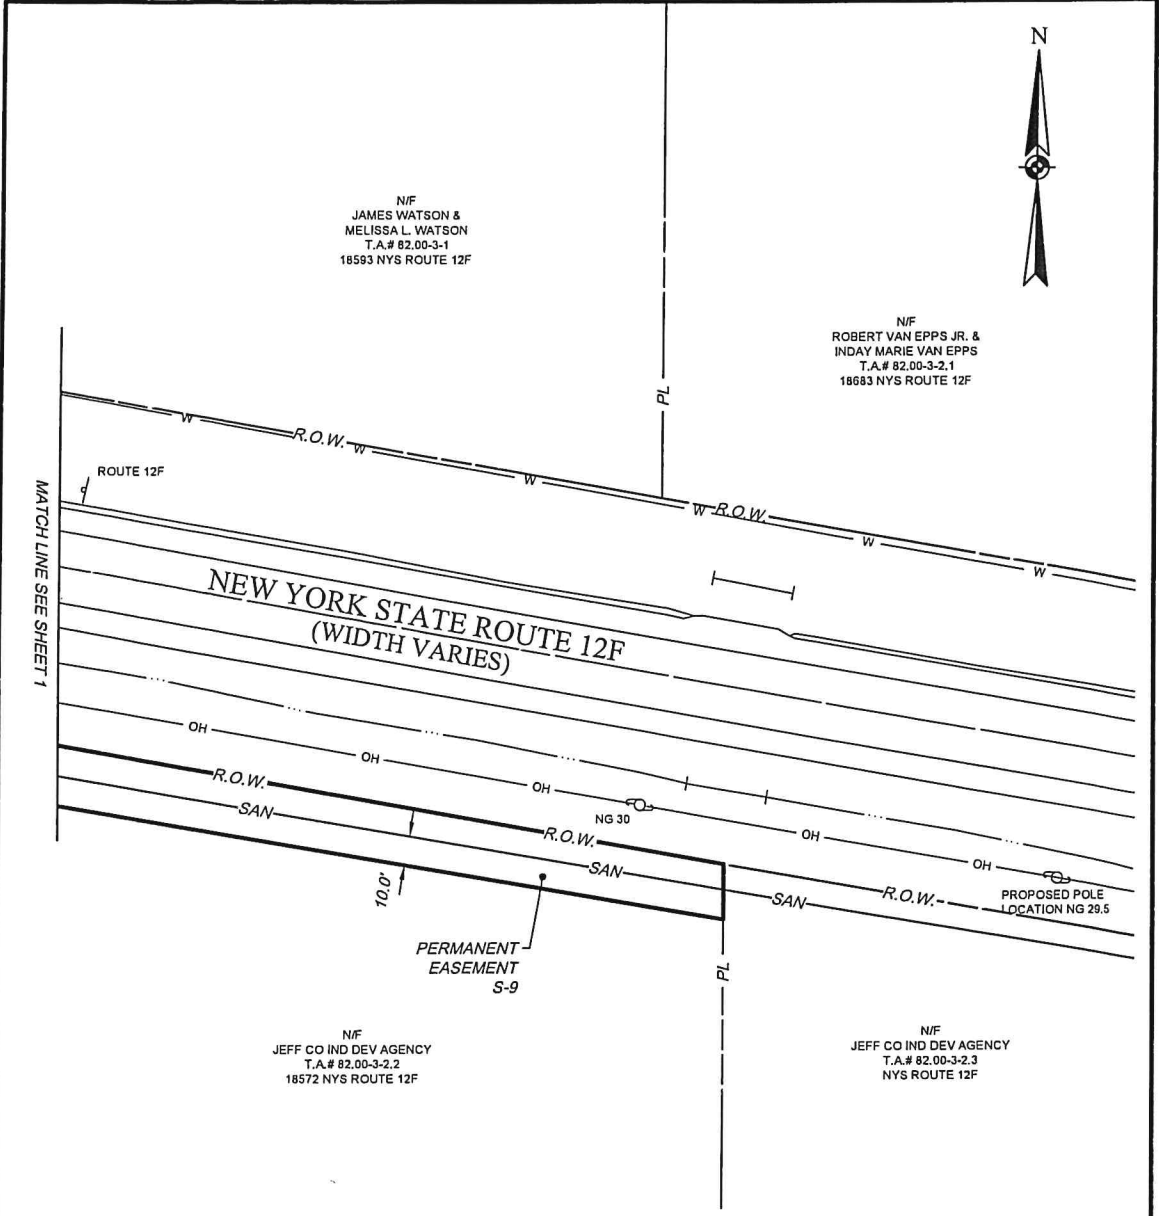 N
N/F
JAMES WATSON &
MELISSA L. WATSON
T.A.# 82.00-3-1
18593 NYS ROUTE 12F
N/F
ROBERT VAN EPPS JR. &
INDAY MARIE VAN EPPS
T.A.# 82.00-3-2.1
18683 NYS ROUTE 12F
PL
W
R.O.W.
W
W
W
R.O.W.
W
W
ROUTE 12F
MATCH LINE SEE SHEET 1
NEW YORK STATE ROUTE 12F
(WIDTH VARIES)
OH
OH
OH
NG 30
OH
OH
PROPOSED POLE
LOCATION NG 29.5
R.O.W.
R.O.W.
R.O.W.
SAN
SAN
SAN
10.0'
PERMANENT
EASEMENT
S-9
PL
N/F
JEFF CO IND DEV AGENCY
T.A.# 82.00-3-2.2
18572 NYS ROUTE 12F
N/F
JEFF CO IND DEV AGENCY
T.A.# 82.00-3-2.3
NYS ROUTE 12F